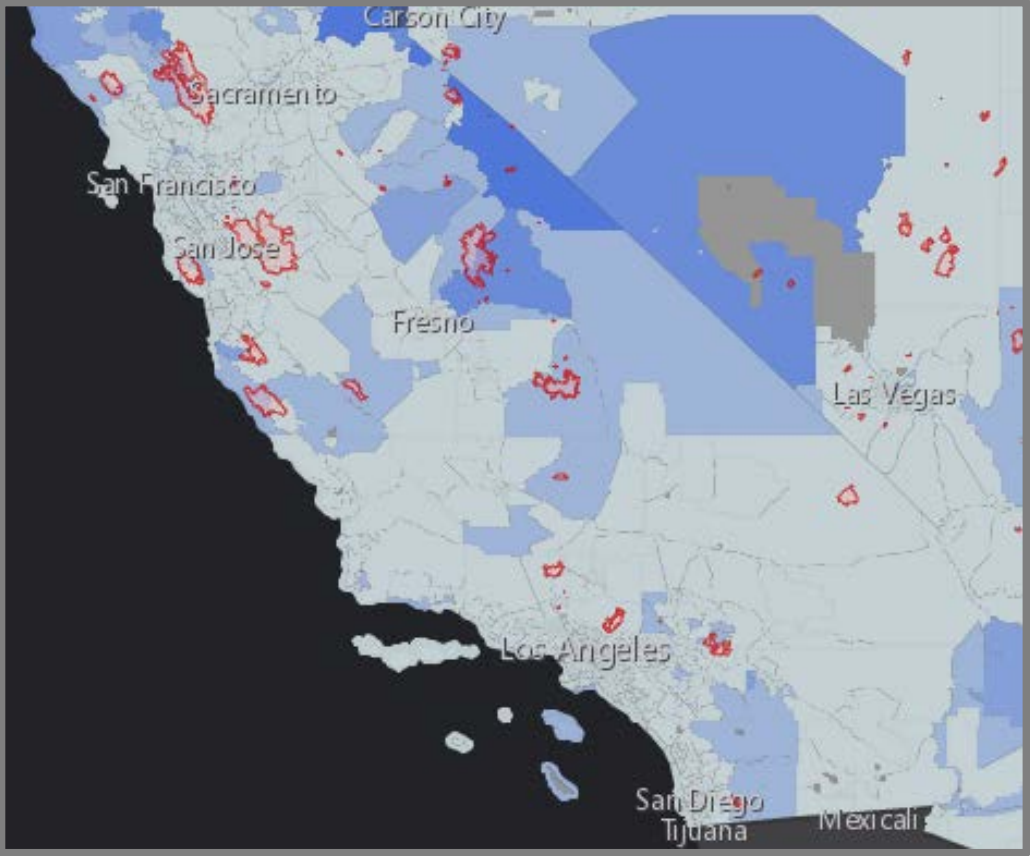 Carson City
Sacramento
San Francisco
San Jose
Fresno
Las Vegas
Los Angeles
San Diego
Tijuana
Mexicali